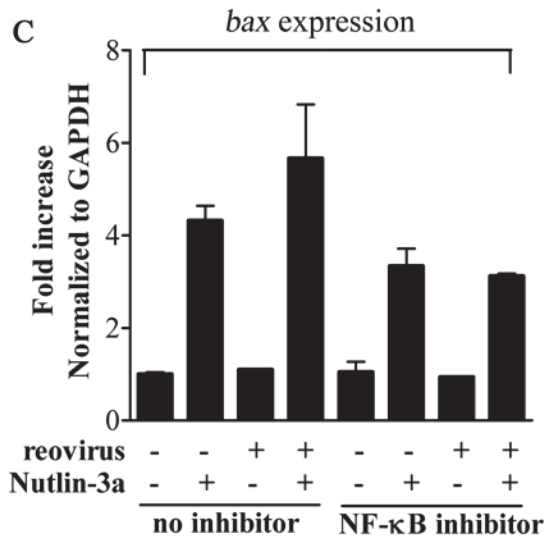 C
bax expression
Fold increase
Normalized to GAPDH
8
6
4
2
0
reovirus - - + + - - + +
Nutlin-3a - + - + - + - +
no inhibitor NF-κB inhibitor